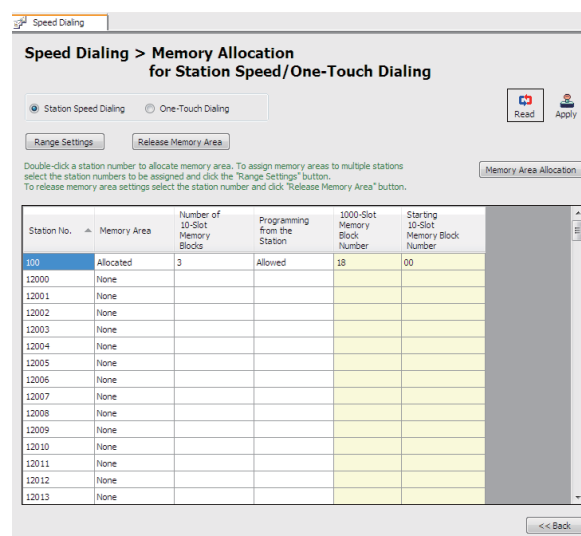 Speed Dialing
Speed Dialing > Memory Allocation
for Station Speed/One-Touch Dialing
Station Speed Dialing One-Touch Dialing
Read Apply
Range Settings Release Memory Area
Double-click a station number to allocate memory area. To assign memory areas to multiple stations
select the station numbers to be assigned and click the "Range Settings" button.
To release memory area settings select the station number and click "Release Memory Area" button.
Memory Area Allocation
Station No. Memory Area Number of 10-Slot Memory Blocks Programming from the Station 1000-Slot Memory Block Number Starting 10-Slot Memory Block Number
100 Allocated 3 Allowed 18 00
12000 None
12001 None
12002 None
12003 None
12004 None
12005 None
12006 None
12007 None
12008 None
12009 None
12010 None
12011 None
12012 None
12013 None
<< Back